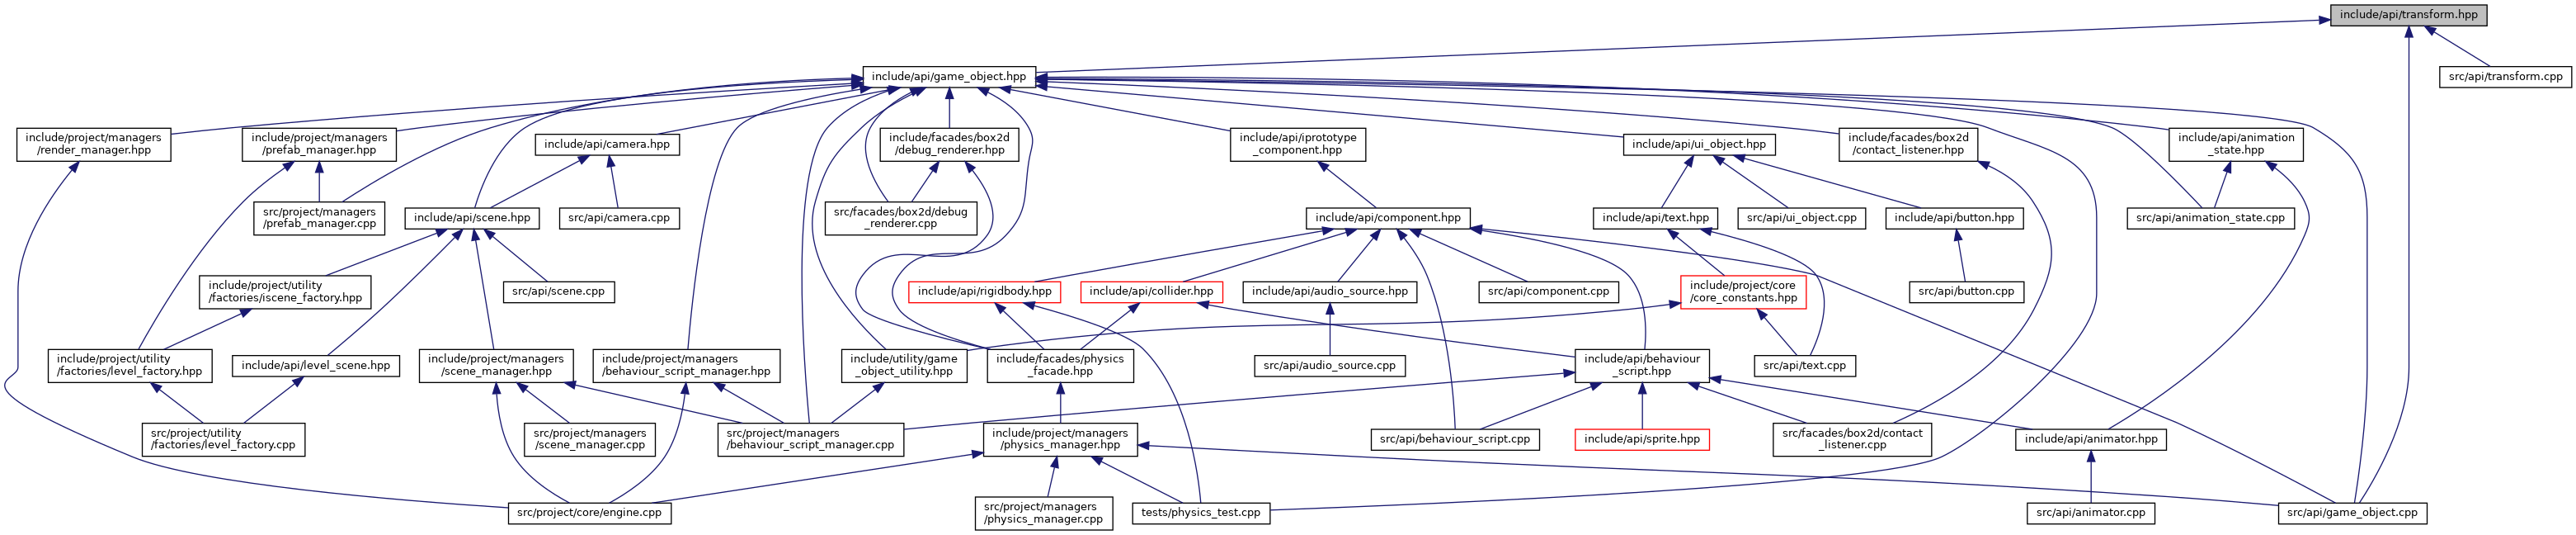 include/api/transform.hpp
include/api/game_object.hpp
src/api/transform.cpp
include/project/managers
/render_manager.hpp
include/project/managers
/prefab_manager.hpp
include/api/camera.hpp
include/facades/box2d
/debug_renderer.hpp
include/api/iprototype
_component.hpp
include/api/ui_object.hpp
include/facades/box2d
/contact_listener.hpp
include/api/animation
_state.hpp
src/project/managers
/prefab_manager.cpp
include/api/scene.hpp
src/api/camera.cpp
src/facades/box2d/debug
_renderer.cpp
include/api/component.hpp
include/api/text.hpp
src/api/ui_object.cpp
include/api/button.hpp
src/api/animation_state.cpp
include/project/utility
/factories/iscene_factory.hpp
src/api/scene.cpp
include/api/rigidbody.hpp
include/api/collider.hpp
include/api/audio_source.hpp
src/api/component.cpp
include/project/core
/core_constants.hpp
src/api/button.cpp
include/project/utility
/factories/level_factory.hpp
include/api/level_scene.hpp
include/project/managers
/scene_manager.hpp
include/project/managers
/behaviour_script_manager.hpp
include/utility/game
_object_utility.hpp
include/facades/physics
_facade.hpp
src/api/audio_source.cpp
include/api/behaviour
_script.hpp
src/api/text.cpp
src/project/utility
/factories/level_factory.cpp
src/project/managers
/scene_manager.cpp
src/project/managers
/behaviour_script_manager.cpp
include/project/managers
/physics_manager.hpp
src/api/behaviour_script.cpp
include/api/sprite.hpp
src/facades/box2d/contact
_listener.cpp
include/api/animator.hpp
src/project/core/engine.cpp
src/project/managers
/physics_manager.cpp
tests/physics_test.cpp
src/api/animator.cpp
src/api/game_object.cpp